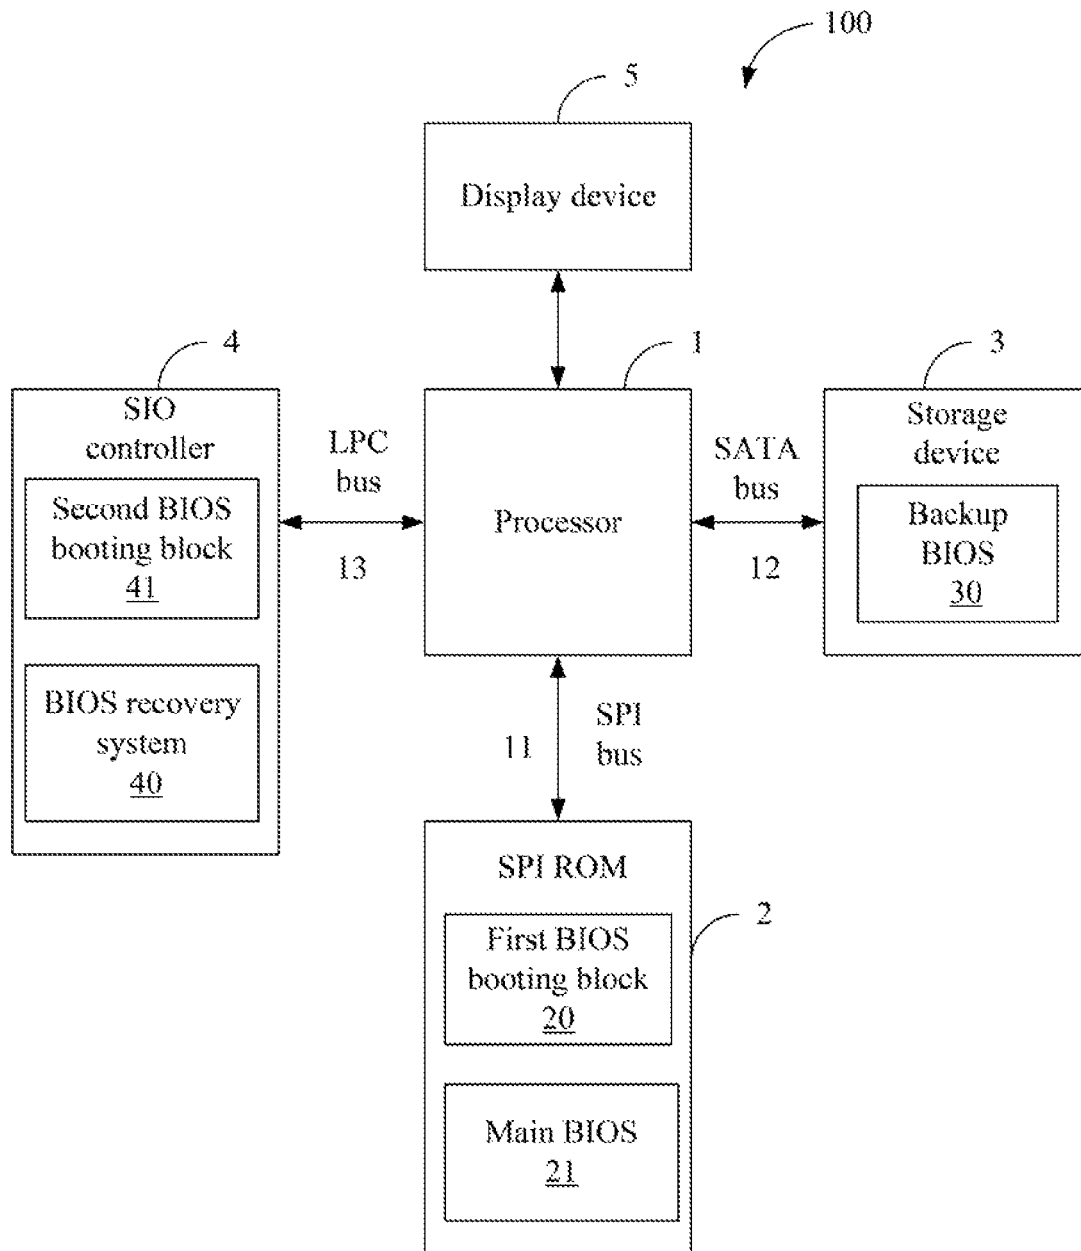 100
5
Display device
4
SIO
controller
Second BIOS
booting block
41
BIOS recovery
system
40
LPC
bus
13
1
Processor
SATA
bus
12
3
Storage
device
Backup
BIOS
30
11
SPI
bus
2
SPI ROM
First BIOS
booting block
20
Main BIOS
21